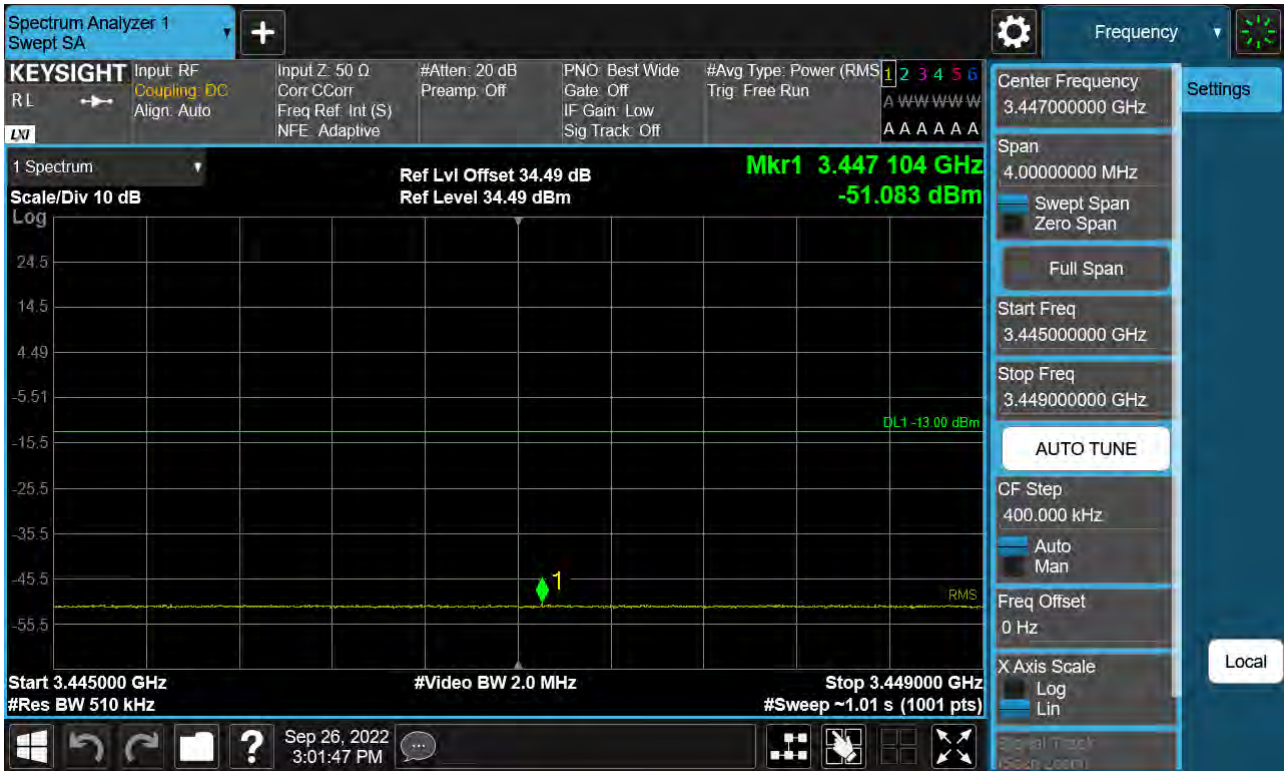 Spectrum Analyzer 1
Swept SA
+
Frequency
KEYSIGHT
RL
LXI
Input: RF
Coupling: DC
Align: Auto
Input Z: 50 Ω
Corr CCorr
Freq Ref: Int (S)
NFE: Adaptive
#Atten: 20 dB
Preamp: Off
PNO: Best Wide
Gate: Off
IF Gain: Low
Sig Track: Off
#Avg Type: Power (RMS
Trig: Free Run
1 2 3 4 5 6
A W W W W W
A A A A A A
1 Spectrum
Scale/Div 10 dB
Log
Ref Lvl Offset 34.49 dB
Ref Level 34.49 dBm
Mkr1 3.447 104 GHz
-51.083 dBm
24.5
14.5
4.49
-5.51
-15.5
-25.5
-35.5
-45.5
-55.5
DL1 -13.00 dBm
1
RMS
Start 3.445000 GHz
#Res BW 510 kHz
#Video BW 2.0 MHz
Stop 3.449000 GHz
#Sweep ~1.01 s (1001 pts)
Center Frequency
3.447000000 GHz
Settings
Span
4.00000000 MHz
Swept Span
Zero Span
Full Span
Start Freq
3.445000000 GHz
Stop Freq
3.449000000 GHz
AUTO TUNE
CF Step
400.000 kHz
Auto
Man
Freq Offset
0 Hz
X Axis Scale
Log
Lin
Signal Track
(Span Zoom)
Local
?
Sep 26, 2022
3:01:47 PM